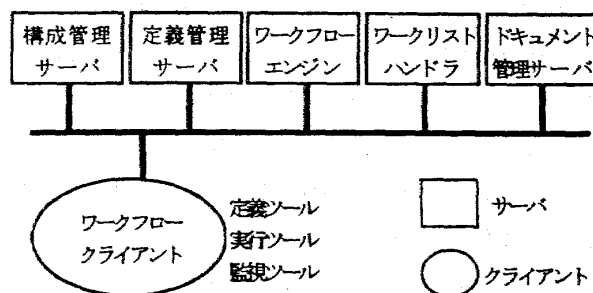 構成管理
サーバ
定義管理
サーバ
ワークフロー
エンジン
ワークリスト
ハンドラ
ドキュメント
管理サーバ
ワークフロー
クライアント
定義ツール
実行ツール
監視ツール
サーバ
クライアント